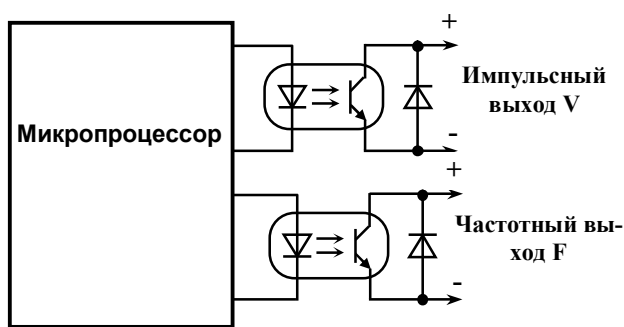 +
Импульсный
выход V
Микропроцессор
-
+
Частотный вы-
ход F
-